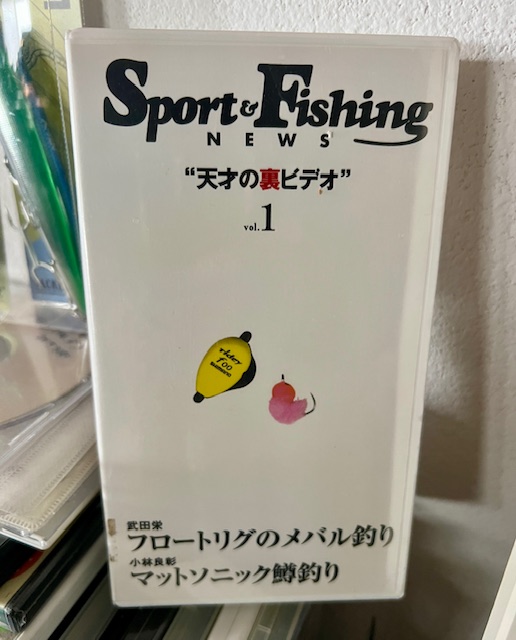 Sport & Fishing
NEWS
“天才の裏ビデオ”
vol.1
武田栄
フロートリグのメバル釣り
小林良彰
マットソニック鱒釣り